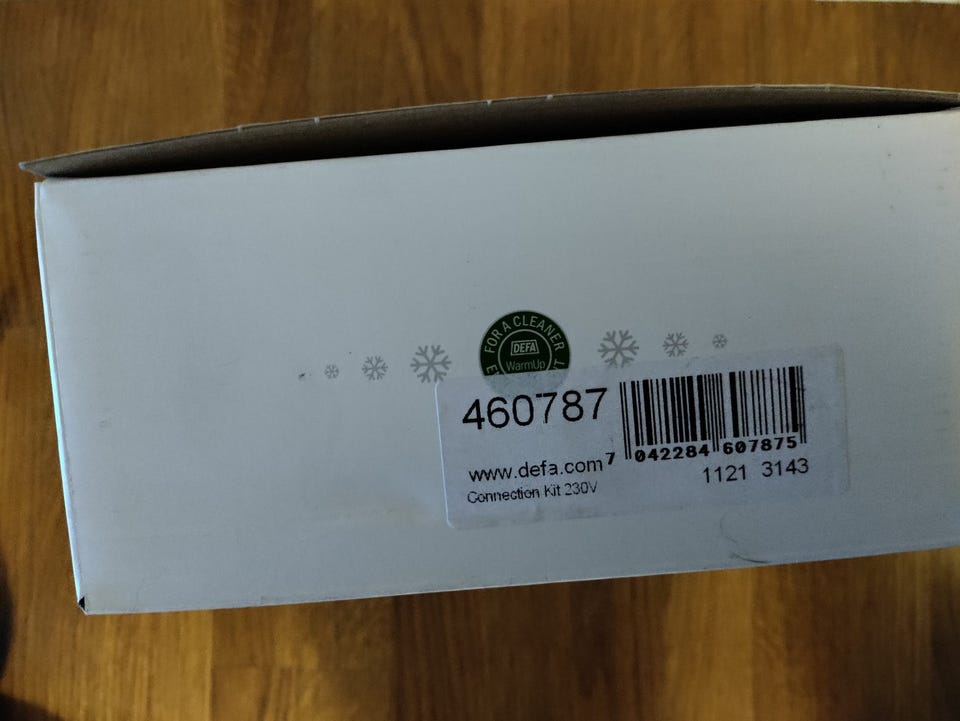 FOR A CLEANER
DEFA
WarmUp
460787
7 042284 607875
www.defa.com
1121 3143
Connection Kit 230V